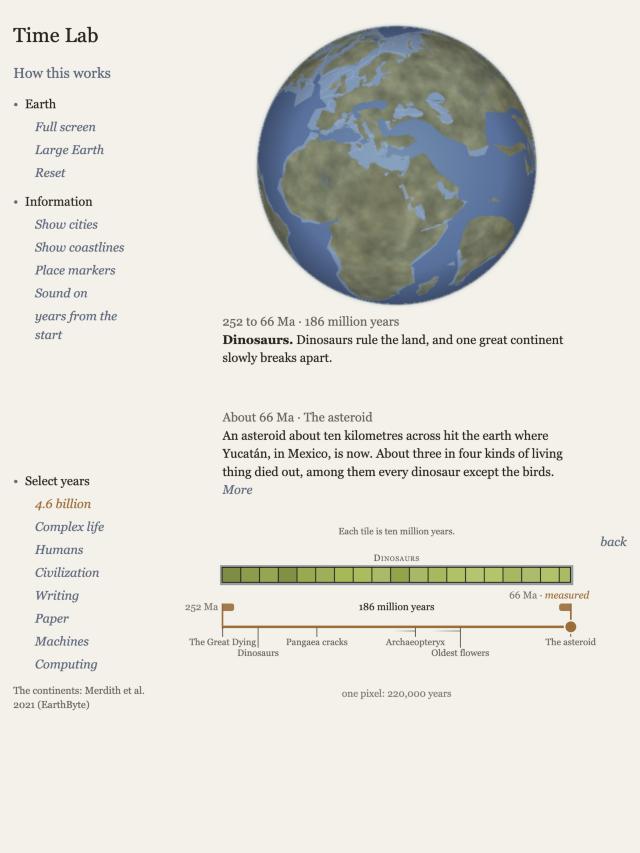 Time Lab
How this works
• Earth
Full screen
Large Earth
Reset
• Information
Show cities
Show coastlines
Place markers
Sound on
years from the
start
252 to 66 Ma · 186 million years
Dinosaurs. Dinosaurs rule the land, and one great continent
slowly breaks apart.
About 66 Ma · The asteroid
An asteroid about ten kilometres across hit the earth where
Yucatán, in Mexico, is now. About three in four kinds of living
thing died out, among them every dinosaur except the birds.
More
• Select years
4.6 billion
Complex life
Humans
Civilization
Writing
Paper
Machines
Computing
The continents: Merdith et al.
2021 (EarthByte)
Each tile is ten million years.
back
Dinosaurs
66 Ma · measured
252 Ma
186 million years
The Great Dying
Pangaea cracks
Archaeopteryx
The asteroid
Dinosaurs
Oldest flowers
one pixel: 220,000 years